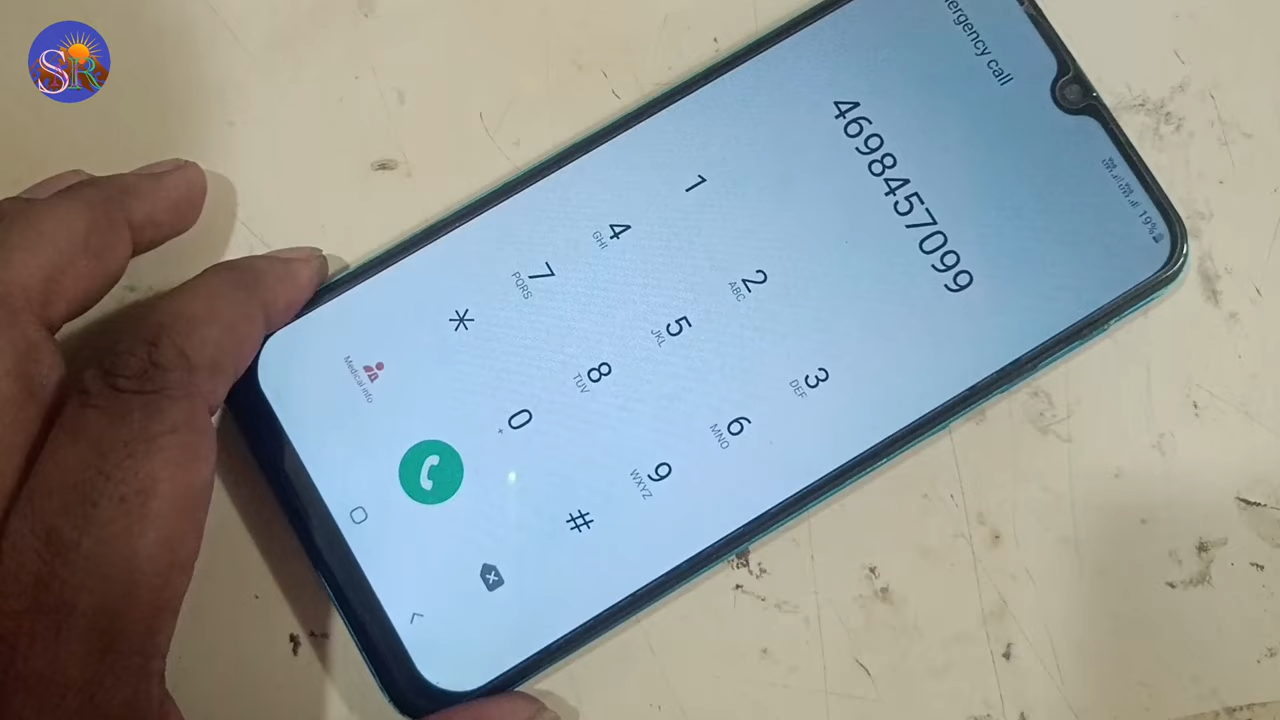 SR
19%
Emergency call
4698457099
1
2
ABC
3
DEF
4
GHI
5
JKL
6
MNO
7
PQRS
8
TUV
9
WXYZ
*
0
+
#
Medical info